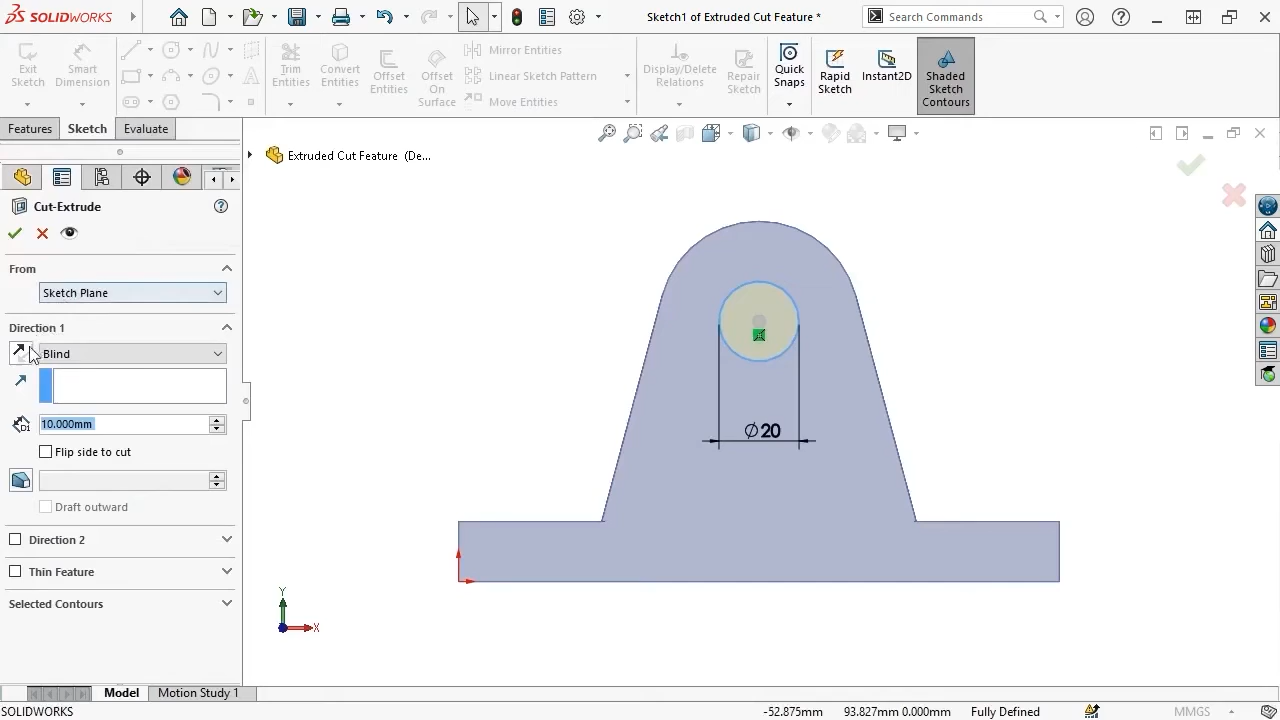 SOLIDWORKS
Sketch1 of Extruded Cut Feature *
Search Commands
Exit Sketch
Smart Dimension
Trim Entities
Convert Entities
Offset Entities
Offset On Surface
Mirror Entities
Linear Sketch Pattern
Move Entities
Display/Delete Relations
Repair Sketch
Quick Snaps
Rapid Sketch
Instant2D
Shaded Sketch Contours
Features
Sketch
Evaluate
Extruded Cut Feature (De...
Cut-Extrude
From
Sketch Plane
Direction 1
Blind
D1
10.000mm
Flip side to cut
Draft outward
Direction 2
Thin Feature
Selected Contours
∅20
Y
X
Model
Motion Study 1
SOLIDWORKS
-52.875mm
93.827mm 0.000mm
Fully Defined
MMGS